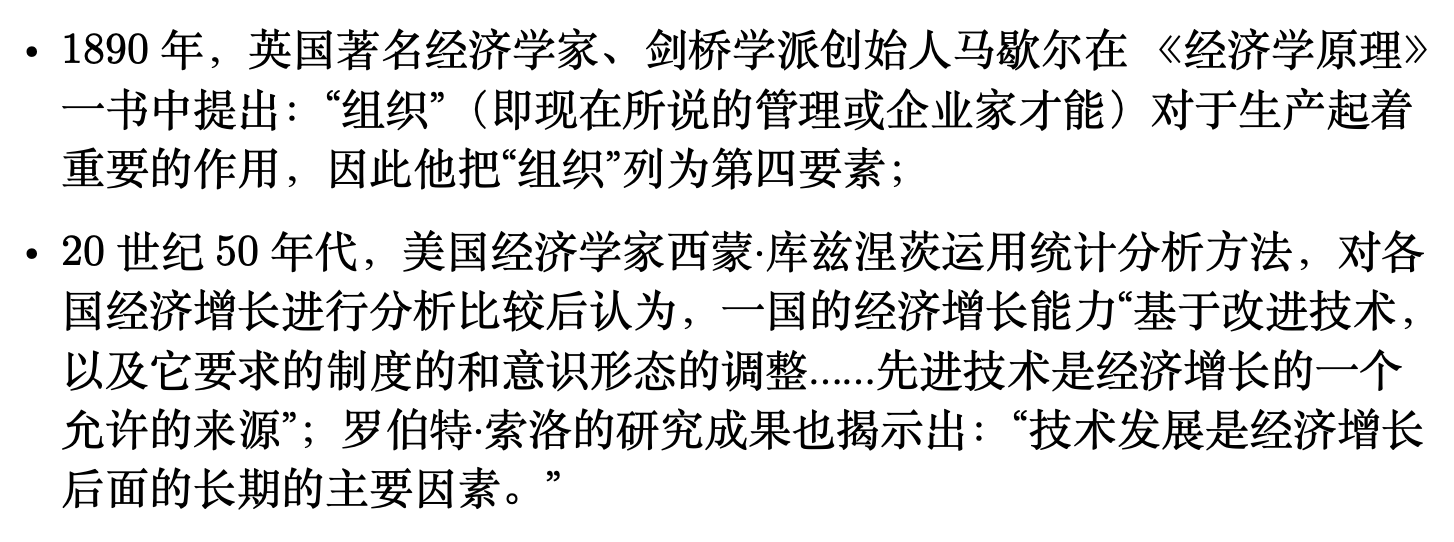 • 1890 年，英国著名经济学家、剑桥学派创始人马歇尔在 《经济学原理》
一书中提出：“组织”（即现在所说的管理或企业家才能）对于生产起着
重要的作用，因此他把“组织”列为第四要素；
• 20 世纪 50 年代，美国经济学家西蒙·库兹涅茨运用统计分析方法，对各
国经济增长进行分析比较后认为，一国的经济增长能力“基于改进技术，
以及它要求的制度的和意识形态的调整……先进技术是经济增长的一个
允许的来源”；罗伯特·索洛的研究成果也揭示出：“技术发展是经济增长
后面的长期的主要因素。”